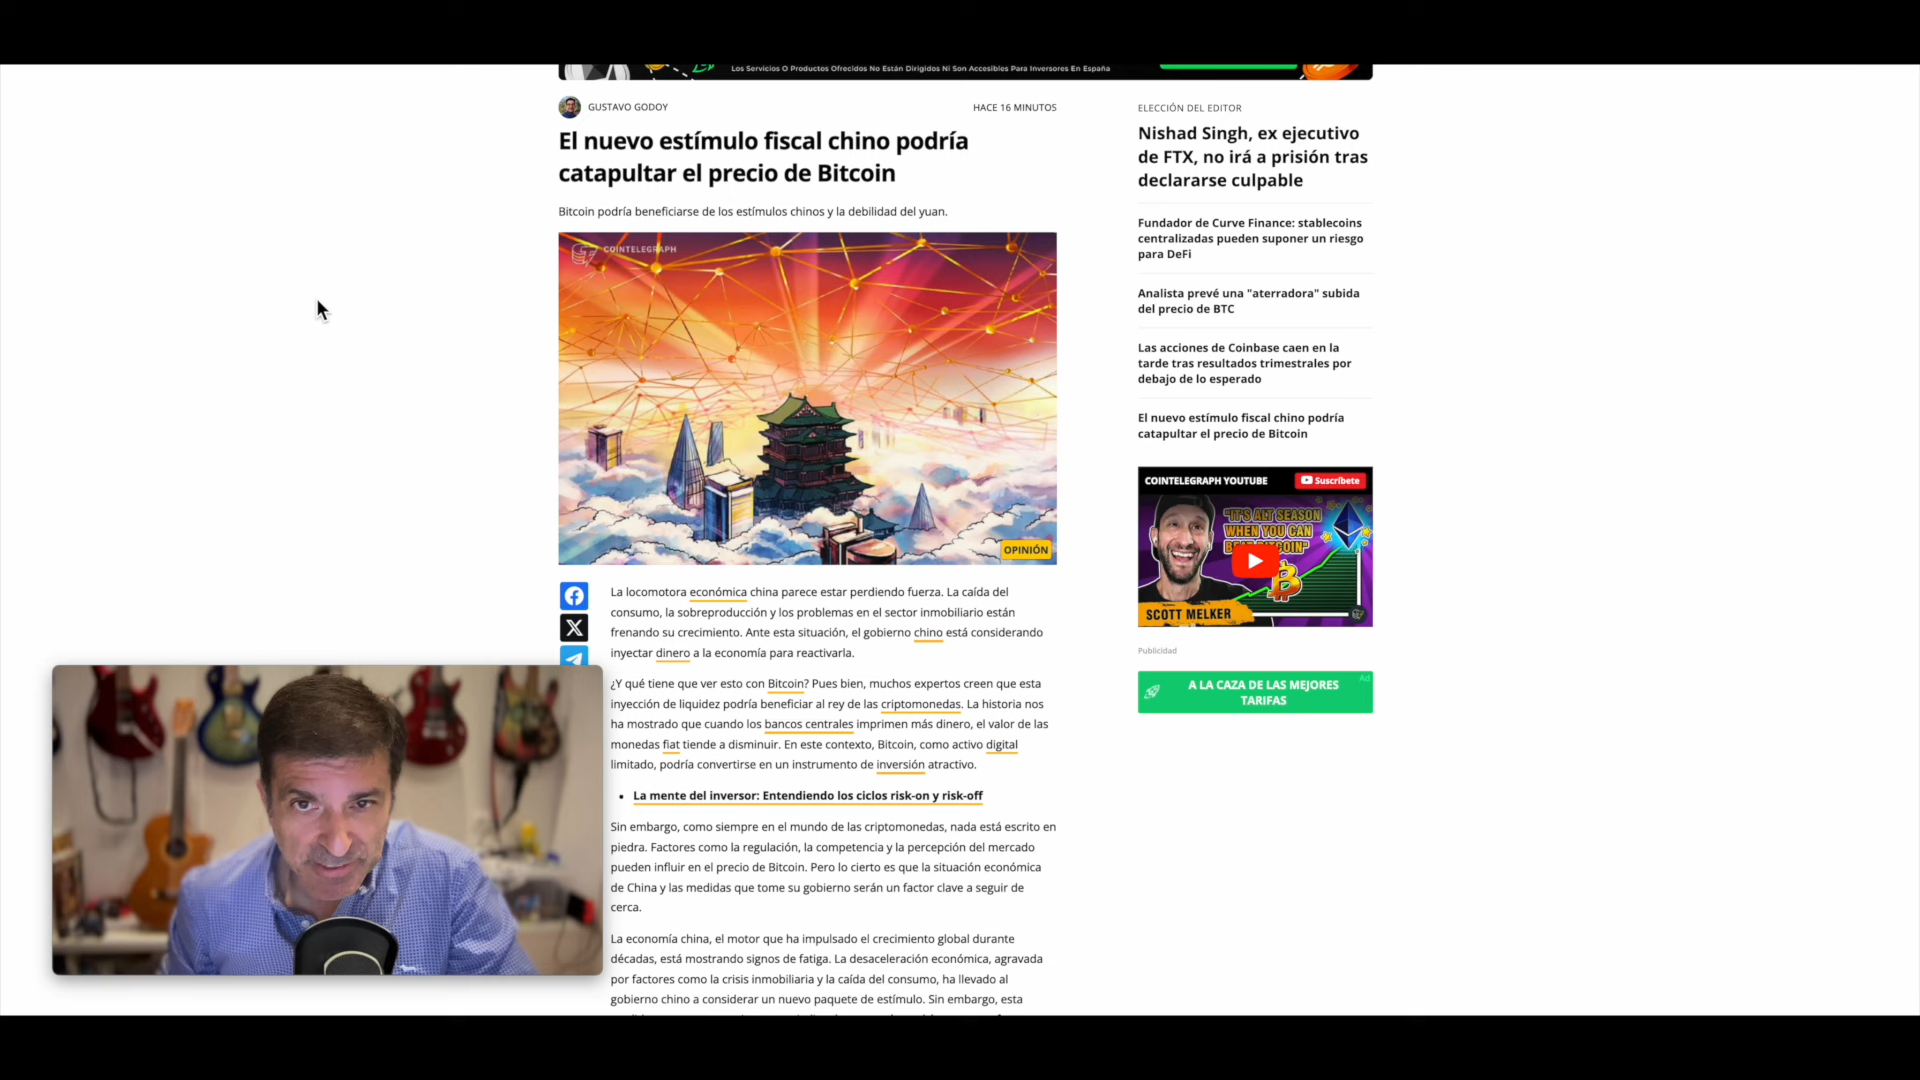 Los Servicios O Productos Ofrecidos No Están Dirigidos Ni Son Accesibles Para Inversores En España
GUSTAVO GODOY
HACE 16 MINUTOS
El nuevo estímulo fiscal chino podría
catapultar el precio de Bitcoin
Bitcoin podría beneficiarse de los estímulos chinos y la debilidad del yuan.
COINTELEGRAPH
OPINIÓN
La locomotora económica china parece estar perdiendo fuerza. La caída del
consumo, la sobreproducción y los problemas en el sector inmobiliario están
frenando su crecimiento. Ante esta situación, el gobierno chino está considerando
inyectar dinero a la economía para reactivarla.
¿Y qué tiene que ver esto con Bitcoin? Pues bien, muchos expertos creen que esta
inyección de liquidez podría beneficiar al rey de las criptomonedas. La historia nos
ha mostrado que cuando los bancos centrales imprimen más dinero, el valor de las
monedas fiat tiende a disminuir. En este contexto, Bitcoin, como activo digital
limitado, podría convertirse en un instrumento de inversión atractivo.
• La mente del inversor: Entendiendo los ciclos risk-on y risk-off
Sin embargo, como siempre en el mundo de las criptomonedas, nada está escrito en
piedra. Factores como la regulación, la competencia y la percepción del mercado
pueden influir en el precio de Bitcoin. Pero lo cierto es que la situación económica
de China y las medidas que tome su gobierno serán un factor clave a seguir de
cerca.
La economía china, el motor que ha impulsado el crecimiento global durante
décadas, está mostrando signos de fatiga. La desaceleración económica, agravada
por factores como la crisis inmobiliaria y la caída del consumo, ha llevado al
gobierno chino a considerar un nuevo paquete de estímulo. Sin embargo, esta
ELECCIÓN DEL EDITOR
Nishad Singh, ex ejecutivo
de FTX, no irá a prisión tras
declararse culpable
Fundador de Curve Finance: stablecoins
centralizadas pueden suponer un riesgo
para DeFi
Analista prevé una "aterradora" subida
del precio de BTC
Las acciones de Coinbase caen en la
tarde tras resultados trimestrales por
debajo de lo esperado
El nuevo estímulo fiscal chino podría
catapultar el precio de Bitcoin
COINTELEGRAPH YOUTUBE
Suscríbete
"IT'S ALT SEASON
WHEN YOU CAN
BITCOIN"
SCOTT MELKER
Publicidad
Ad
A LA CAZA DE LAS MEJORES
TARIFAS